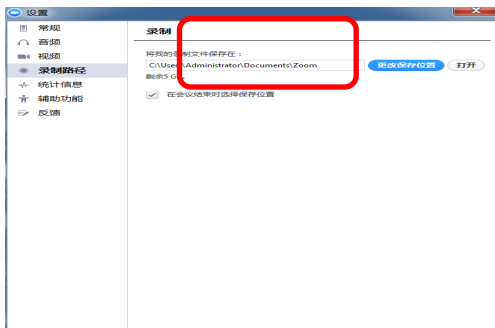 设置
常规
音频
视频
录制路径
统计信息
辅助功能
反馈
录制
将我的录制文件保存在：
C:\Users\Administrator\Documents\Zoom
更改保存位置
打开
剩余5 G
在会议结束时选择保存位置